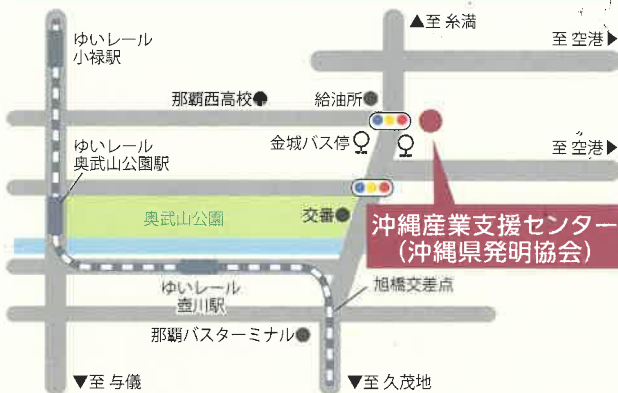 ▲至 糸満
ゆいレール
小禄駅
至 空港▶
那覇西高校
給油所
金城バス停
至 空港▶
ゆいレール
奥武山公園駅
奥武山公園
交番
沖縄産業支援センター
（沖縄県発明協会）
旭橋交差点
ゆいレール
壺川駅
那覇バスターミナル
▼至 与儀
▼至 久茂地